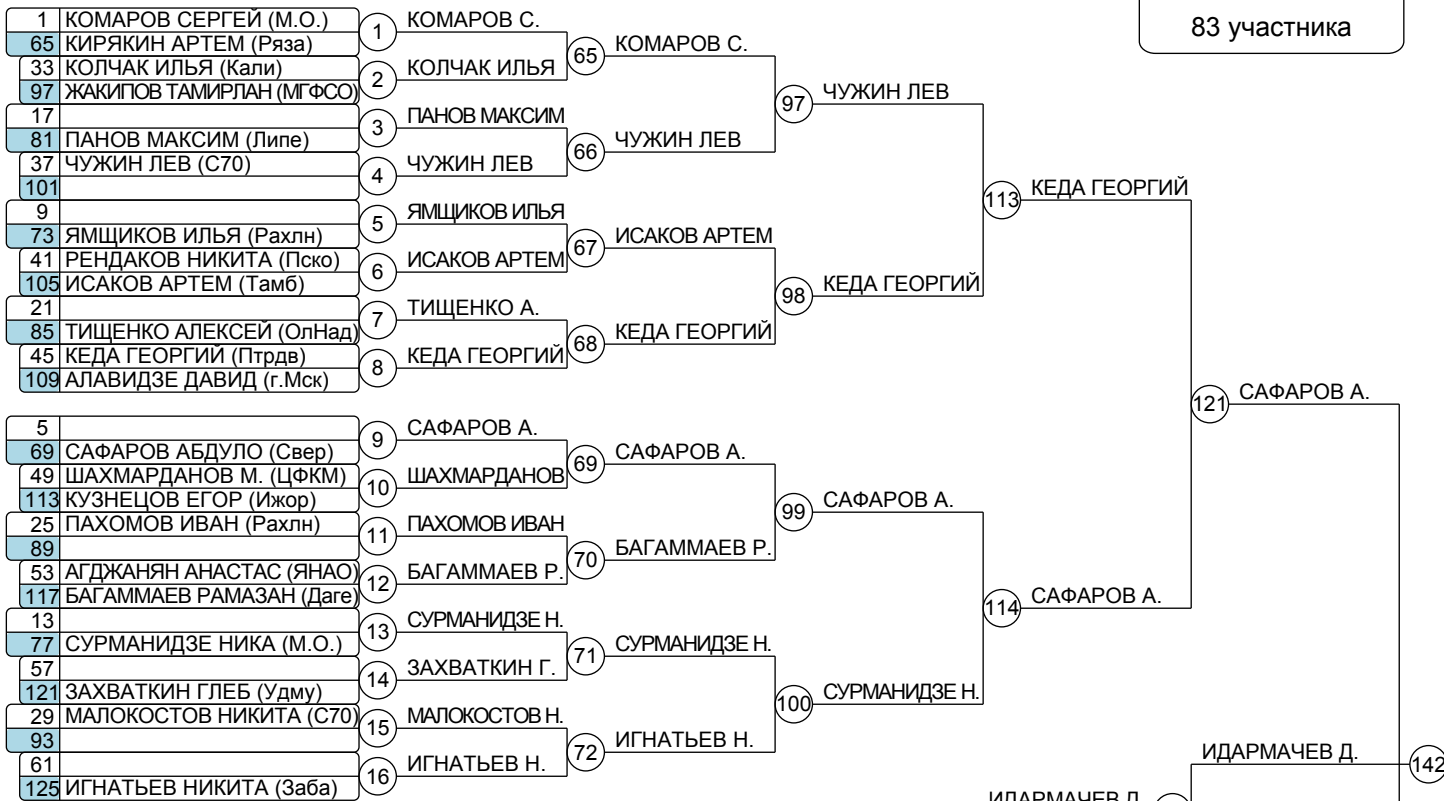 83 участника
1 КОМАРОВ СЕРГЕЙ (М.О.)
65 КИРЯКИН АРТЕМ (Ряза)
33 КОЛЧАК ИЛЬЯ (Кали)
97 ЖАКИПОВ ТАМИРЛАН (МГФСО)
17
81 ПАНОВ МАКСИМ (Липе)
37 ЧУЖИН ЛЕВ (С70)
101
9
73 ЯМЩИКОВ ИЛЬЯ (Рахлн)
41 РЕНДАКОВ НИКИТА (Пско)
105 ИСАКОВ АРТЕМ (Тамб)
21
85 ТИЩЕНКО АЛЕКСЕЙ (ОлНад)
45 КЕДА ГЕОРГИЙ (Птрдв)
109 АЛАВИДЗЕ ДАВИД (г.Мск)
5
69 САФАРОВ АБДУЛО (Свер)
49 ШАХМАРДАНОВ М. (ЦФКМ)
113 КУЗНЕЦОВ ЕГОР (Ижор)
25 ПАХОМОВ ИВАН (Рахлн)
89
53 АГДЖАНЯН АНАСТАС (ЯНАО)
117 БАГАММАЕВ РАМАЗАН (Даге)
13
77 СУРМАНИДЗЕ НИКА (М.О.)
57
121 ЗАХВАТКИН ГЛЕБ (Удму)
29 МАЛОКОСТОВ НИКИТА (С70)
93
61
125 ИГНАТЬЕВ НИКИТА (Заба)
1 КОМАРОВ С.
2 КОЛЧАК ИЛЬЯ
3 ПАНОВ МАКСИМ
4 ЧУЖИН ЛЕВ
5 ЯМЩИКОВ ИЛЬЯ
6 ИСАКОВ АРТЕМ
7 ТИЩЕНКО А.
8 КЕДА ГЕОРГИЙ
9 САФАРОВ А.
10 ШАХМАРДАНОВ
11 ПАХОМОВ ИВАН
12 БАГАММАЕВ Р.
13 СУРМАНИДЗЕ Н.
14 ЗАХВАТКИН Г.
15 МАЛОКОСТОВ Н.
16 ИГНАТЬЕВ Н.
65 КОМАРОВ С.
66 ЧУЖИН ЛЕВ
67 ИСАКОВ АРТЕМ
68 КЕДА ГЕОРГИЙ
69 САФАРОВ А.
70 БАГАММАЕВ Р.
71 СУРМАНИДЗЕ Н.
72 ИГНАТЬЕВ Н.
97 ЧУЖИН ЛЕВ
98 КЕДА ГЕОРГИЙ
99 САФАРОВ А.
100 СУРМАНИДЗЕ Н.
113 КЕДА ГЕОРГИЙ
114 САФАРОВ А.
121 САФАРОВ А.
ИДАРМАЧЕВ Д.
142
ИДАРМАЧЕВ Д